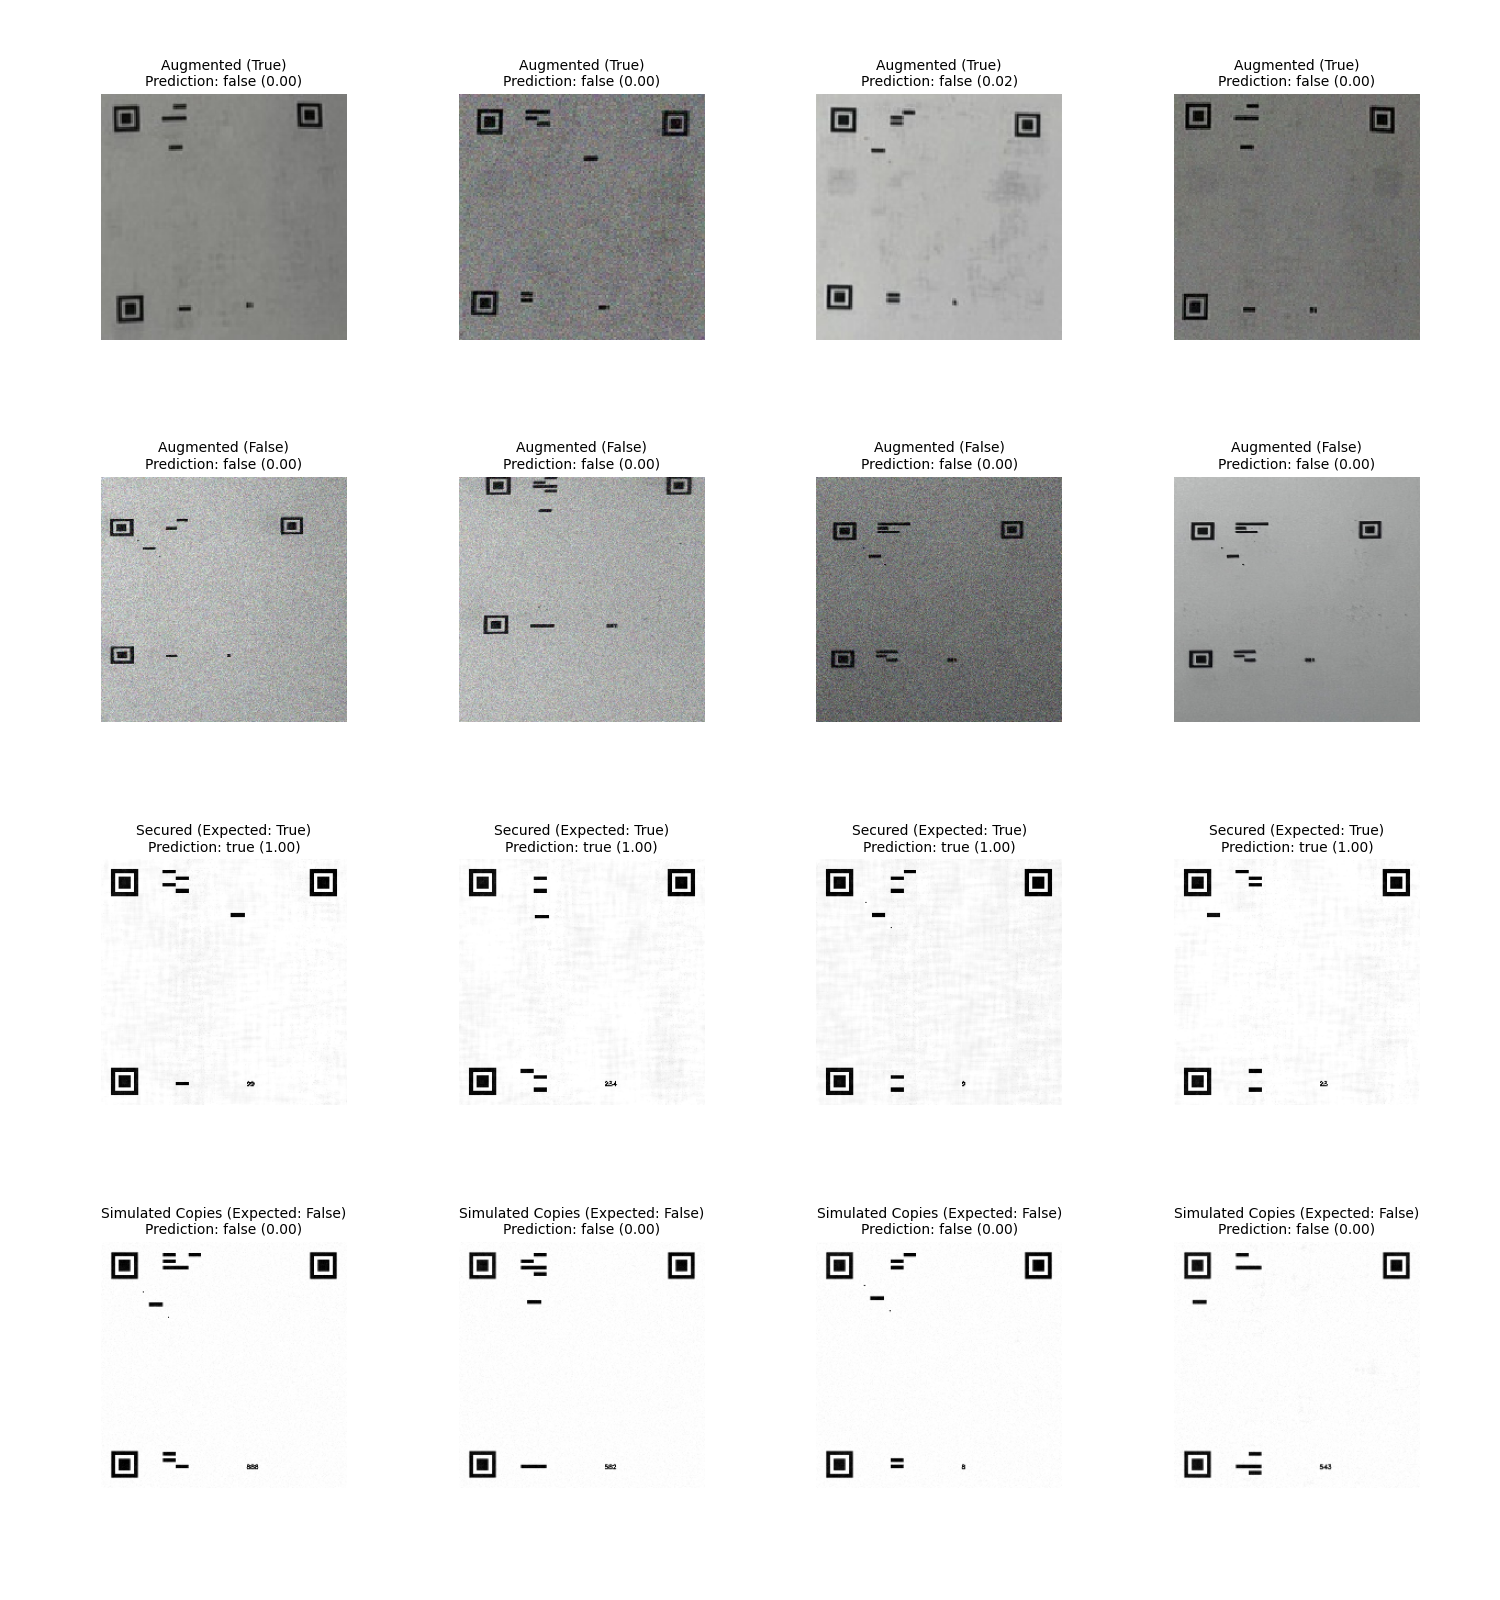 Augmented (True)
Prediction: false (0.00)
Augmented (True)
Prediction: false (0.00)
Augmented (True)
Prediction: false (0.02)
Augmented (True)
Prediction: false (0.00)
Augmented (False)
Prediction: false (0.00)
Augmented (False)
Prediction: false (0.00)
Augmented (False)
Prediction: false (0.00)
Augmented (False)
Prediction: false (0.00)
Secured (Expected: True)
Prediction: true (1.00)
99
Secured (Expected: True)
Prediction: true (1.00)
234
Secured (Expected: True)
Prediction: true (1.00)
9
Secured (Expected: True)
Prediction: true (1.00)
23
Simulated Copies (Expected: False)
Prediction: false (0.00)
888
Simulated Copies (Expected: False)
Prediction: false (0.00)
582
Simulated Copies (Expected: False)
Prediction: false (0.00)
8
Simulated Copies (Expected: False)
Prediction: false (0.00)
543